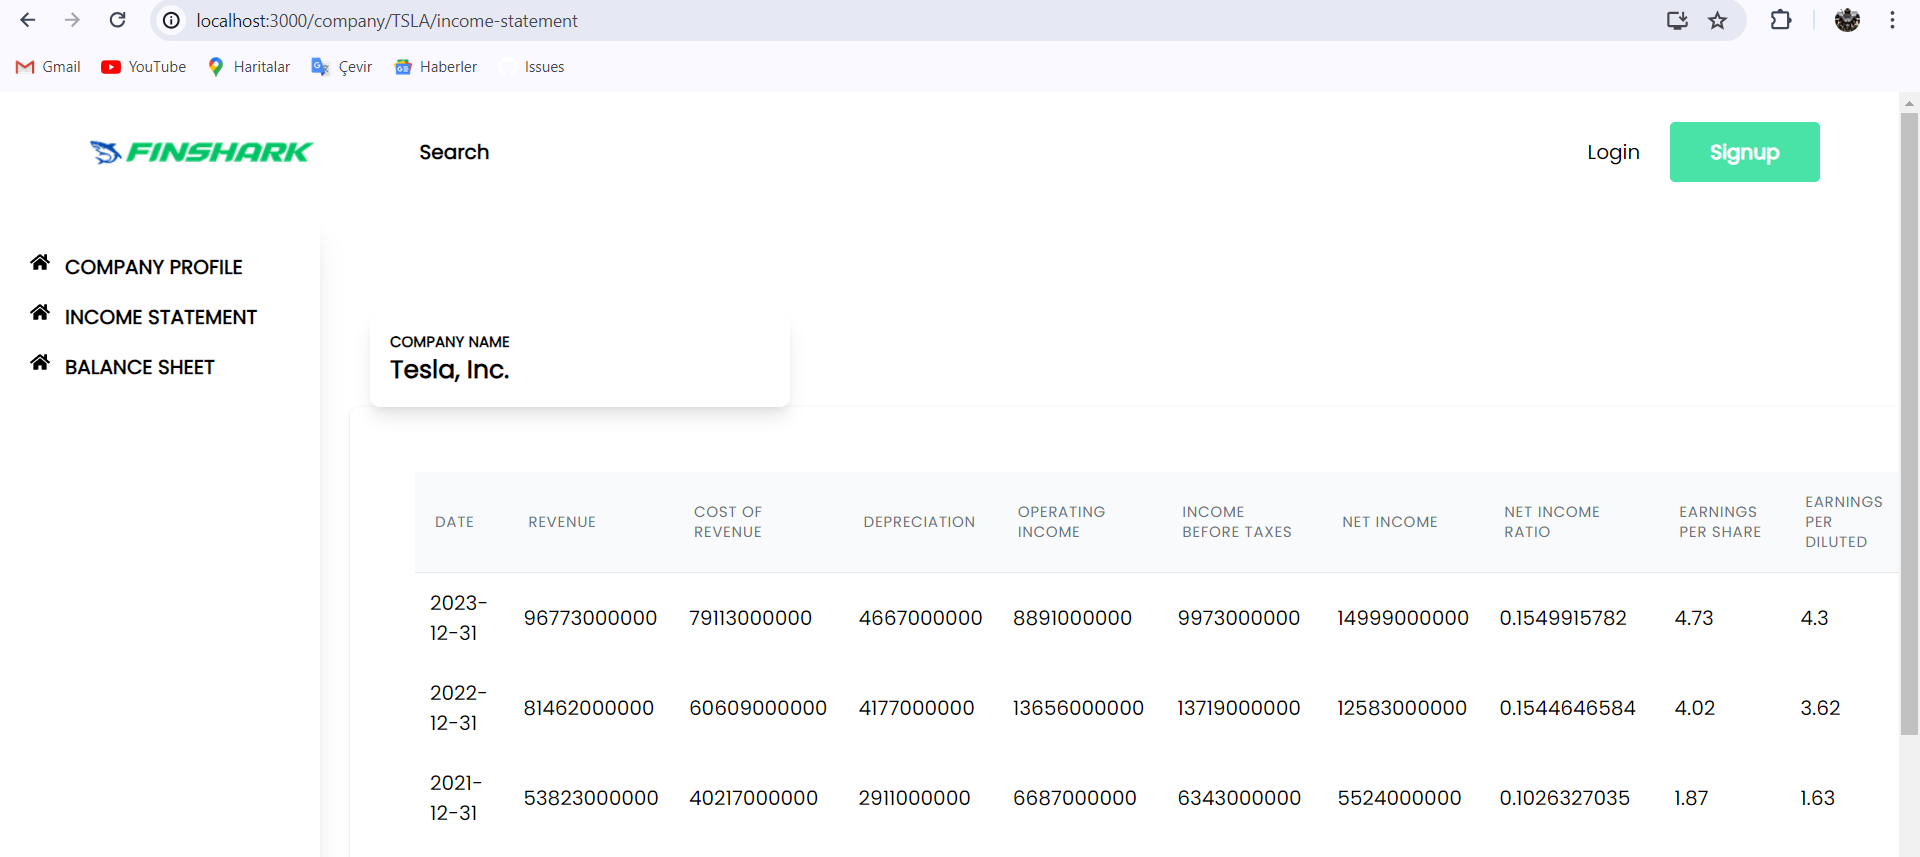 localhost:3000/company/TSLA/income-statement
Gmail YouTube Haritalar Çevir Haberler Issues
FINSHARK Search Login Signup
COMPANY PROFILE
INCOME STATEMENT
BALANCE SHEET
COMPANY NAME
Tesla, Inc.
DATE REVENUE COST OF REVENUE DEPRECIATION OPERATING INCOME INCOME BEFORE TAXES NET INCOME NET INCOME RATIO EARNINGS PER SHARE EARNINGS PER DILUTED
2023-12-31 96773000000 79113000000 4667000000 8891000000 9973000000 14999000000 0.1549915782 4.73 4.3
2022-12-31 81462000000 60609000000 4177000000 13656000000 13719000000 12583000000 0.1544646584 4.02 3.62
2021-12-31 53823000000 40217000000 2911000000 6687000000 6343000000 5524000000 0.1026327035 1.87 1.63